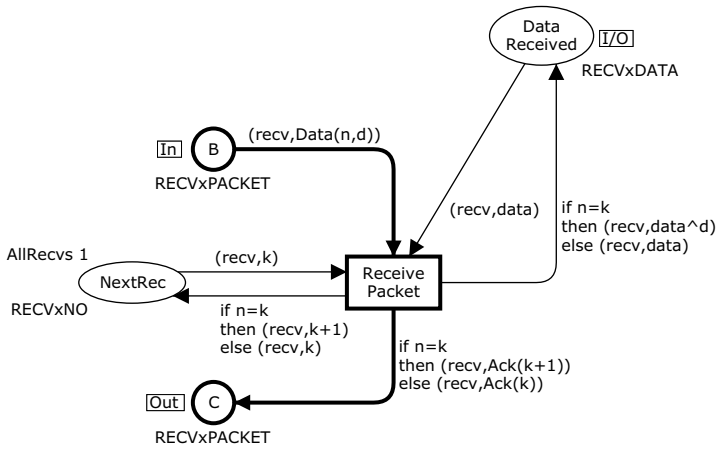 Data
Received
I/O
RECVxDATA
(recv,Data(n,d))
In
B
RECVxPACKET
(recv,data)
if n=k
then (recv,data^d)
else (recv,data)
AllRecvs 1
(recv,k)
NextRec
Receive
Packet
RECVxNO
if n=k
then (recv,k+1)
else (recv,k)
if n=k
then (recv,Ack(k+1))
else (recv,Ack(k))
Out
C
RECVxPACKET